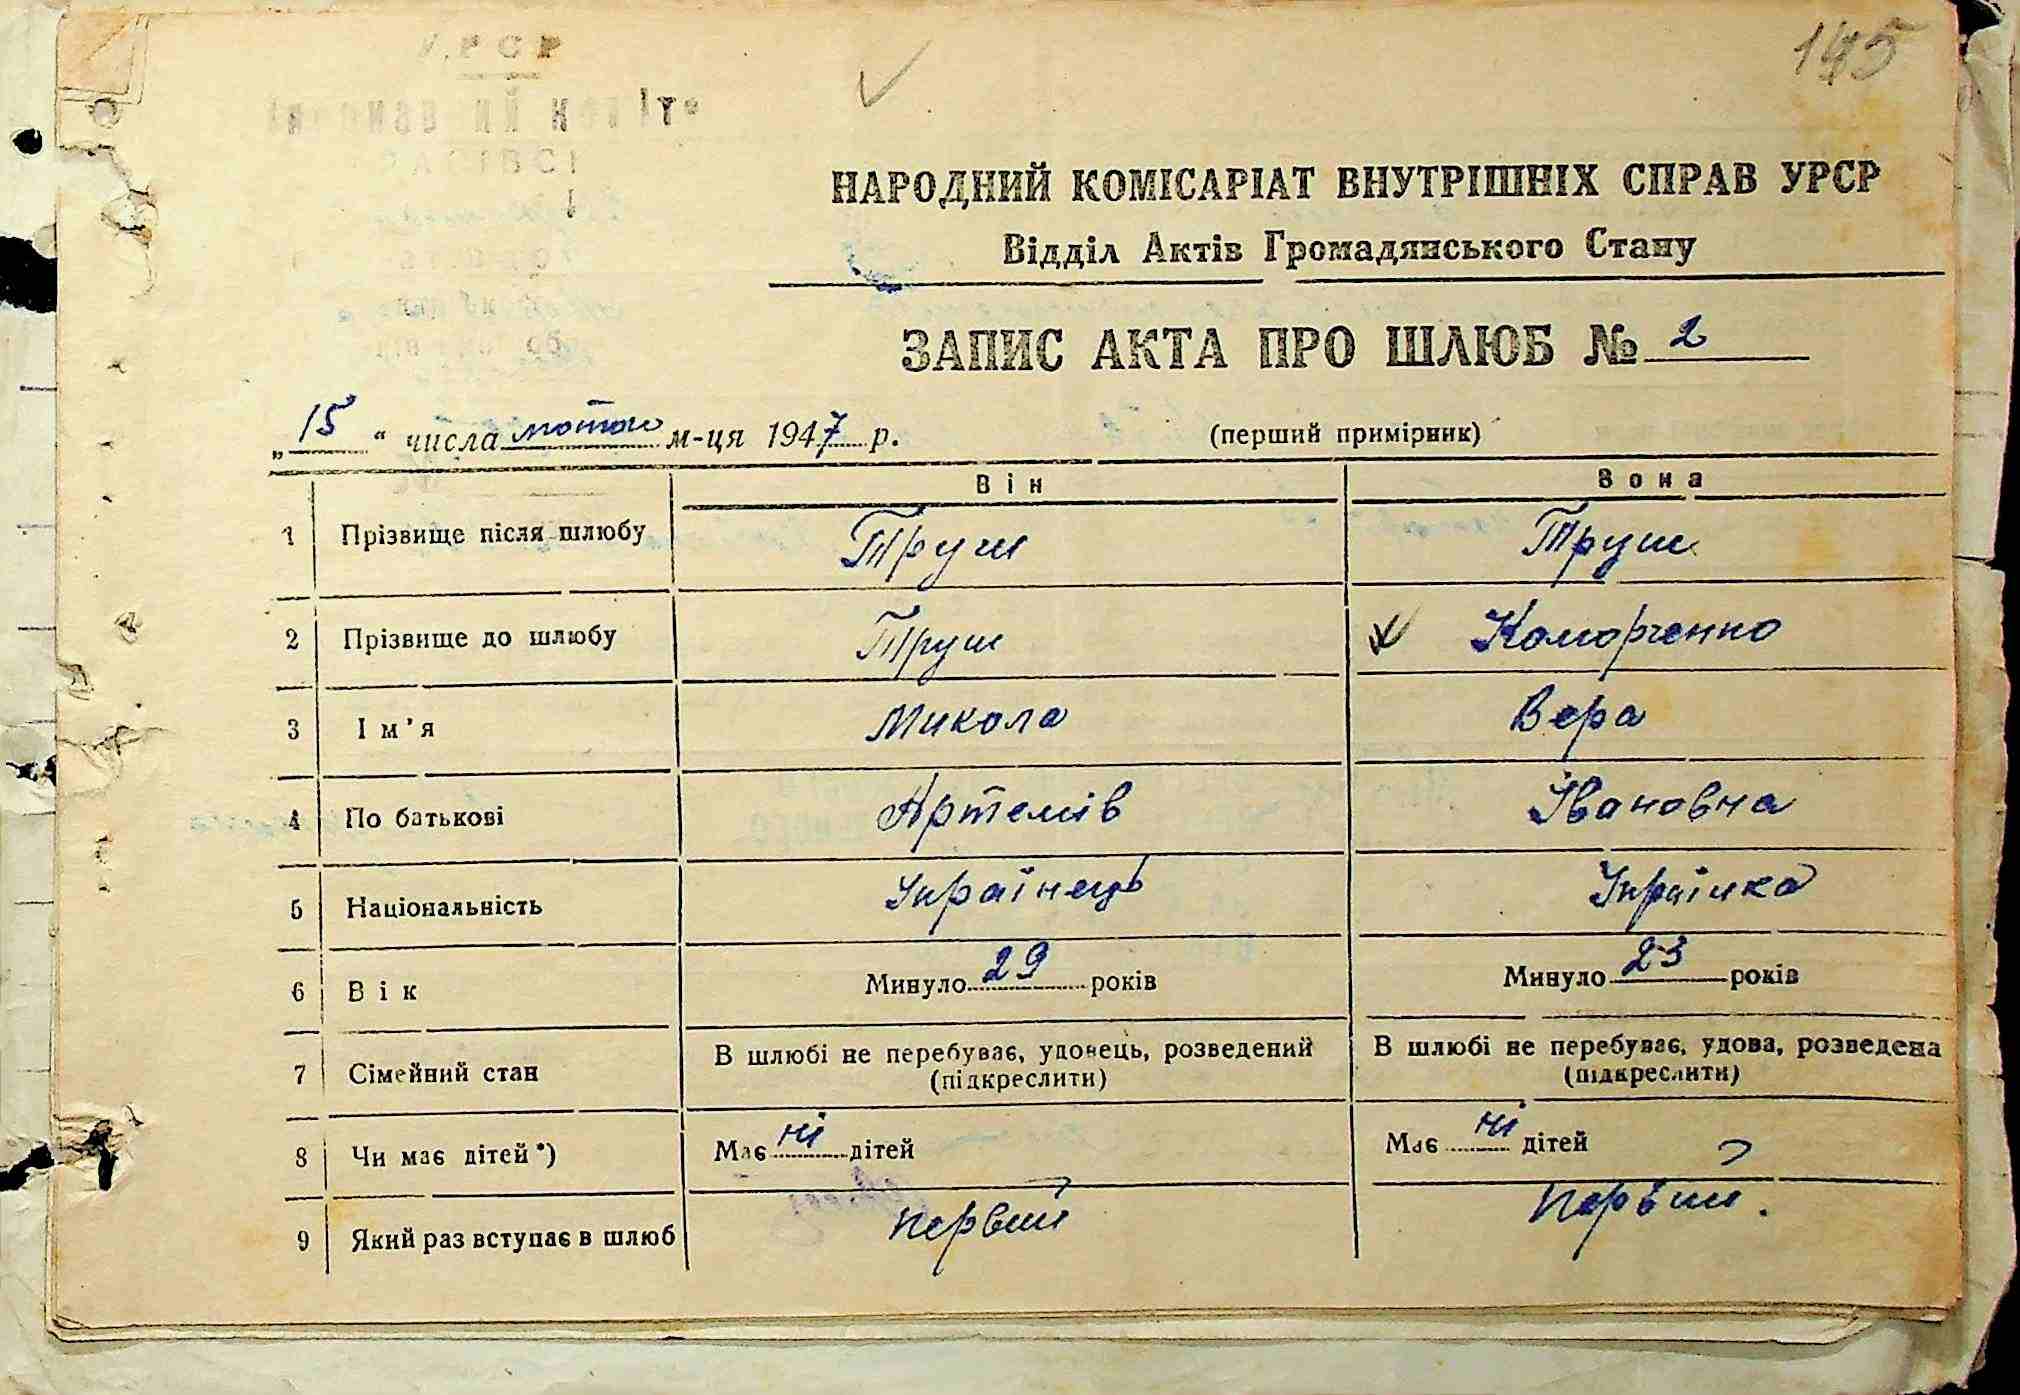 145
НАРОДНИЙ КОМІСАРІАТ ВНУТРІШНІХ СПРАВ УРСР
Відділ Актів Громадянського Стану
ЗАПИС АКТА ПРО ШЛЮБ № 2
„15“ числа лютого м-ця 1947 р. (перший примірник)
Він Вона
1 Прізвище після шлюбу Труш Труш
2 Прізвище до шлюбу Труш Комарченко
3 Ім'я Микола Вера
4 По батькові Артемів Івановна
5 Національність Українець Українка
6 Вік Минуло 29 років Минуло 23 років
7 Сімейний стан В шлюбі не перебуває, удовець, розведений (підкреслити) В шлюбі не перебуває, удова, розведена (підкреслити)
8 Чи має дітей*) Має ні дітей Має ні дітей
9 Який раз вступає в шлюб первий первий.